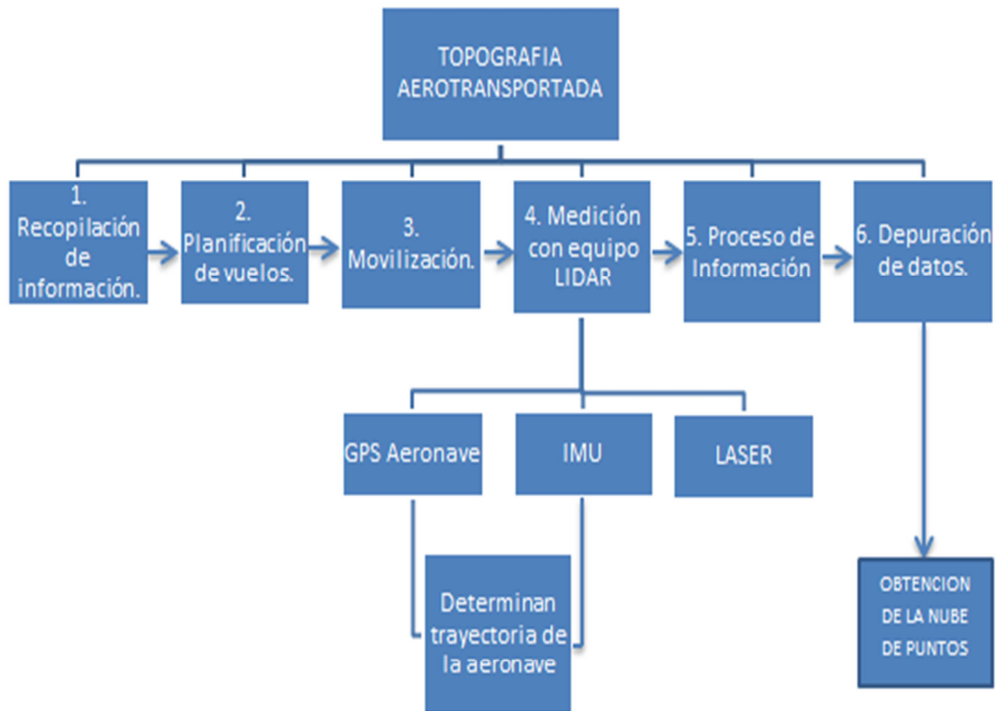 TOPOGRAFIA
AEROTRANSPORTADA
1.
Recopilación
de
información.
2.
Planificación
de vuelos.
3.
Movilización.
4. Medición
con equipo
LIDAR
5. Proceso de
Información
6. Depuración
de datos.
GPS Aeronave
IMU
LASER
Determinan
trayectoria de
la aeronave
OBTENCION
DE LA NUBE
DE PUNTOS